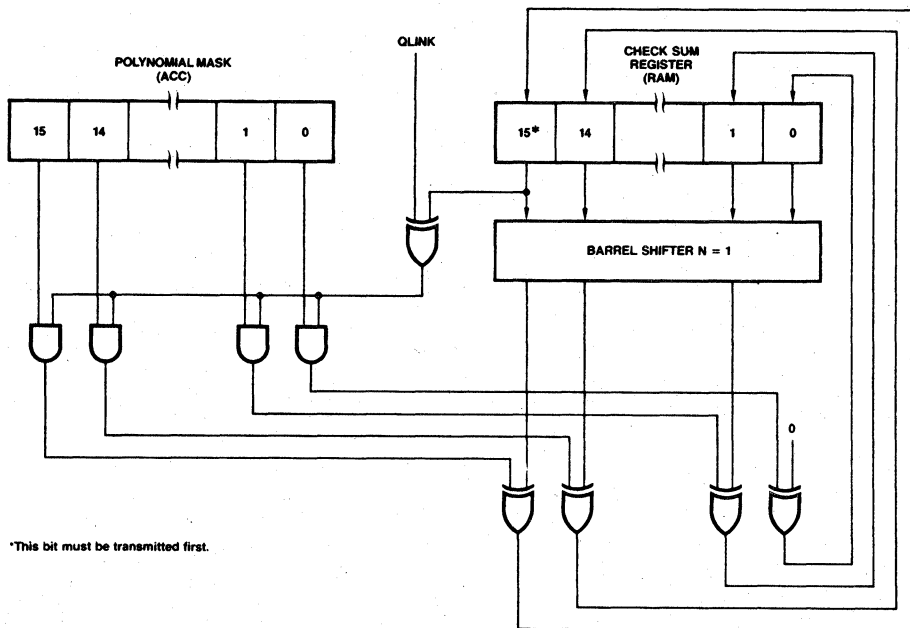 QLINK
POLYNOMIAL MASK
(ACC)
CHECK SUM
REGISTER
(RAM)
15 14 1 0
15* 14 1 0
BARREL SHIFTER N = 1
0
*This bit must be transmitted first.